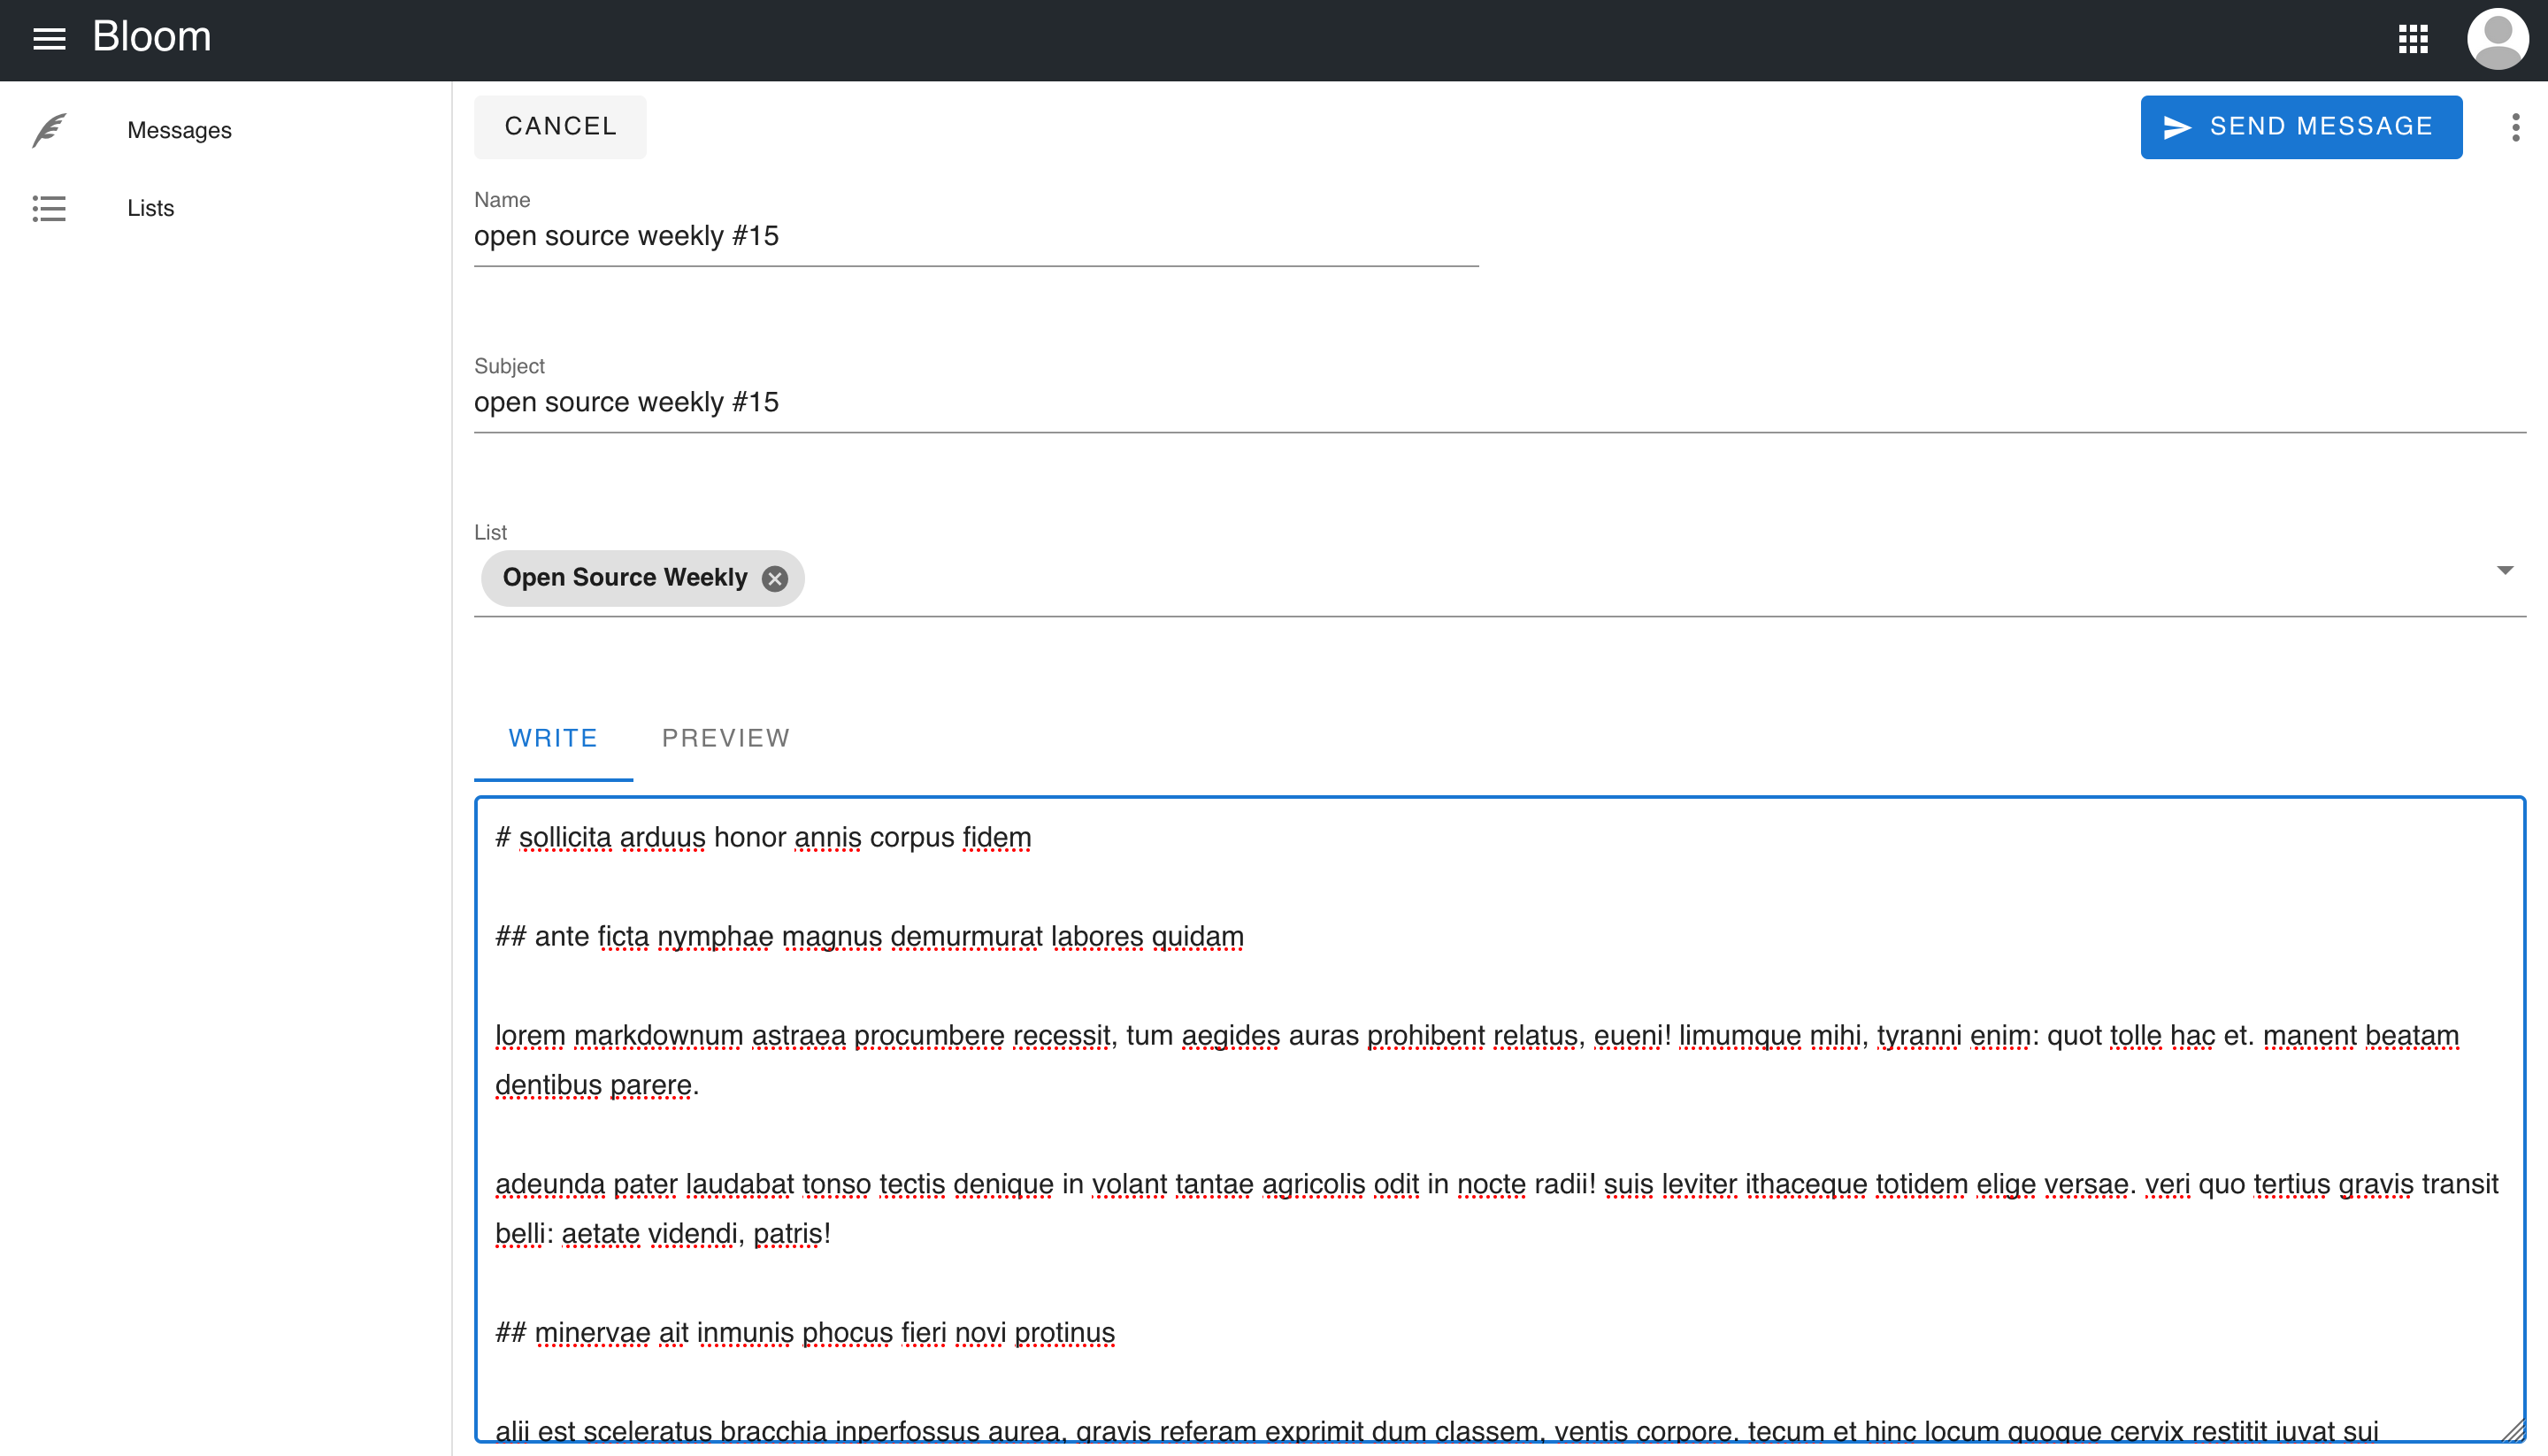 Bloom
Messages
Lists
CANCEL
SEND MESSAGE
Name
open source weekly #15
Subject
open source weekly #15
List
Open Source Weekly
WRITE
PREVIEW
# sollicita arduus honor annis corpus fidem
## ante ficta nymphae magnus demurmurat labores quidam
lorem markdownum astraea procumbere recessit, tum aegides auras prohibent relatus, eueni! limumque mihi, tyranni enim: quot tolle hac et. manent beatam
dentibus parere.
adeunda pater laudabat tonso tectis denique in volant tantae agricolis odit in nocte radii! suis leviter ithaceque totidem elige versae. veri quo tertius gravis transit
belli: aetate videndi, patris!
## minervae ait inmunis phocus fieri novi protinus
alii est sceleratus bracchia inperfossus aurea, gravis referam exprimit dum classem, ventis corpore. tecum et hinc locum quoque cervix restitit iuvat sui